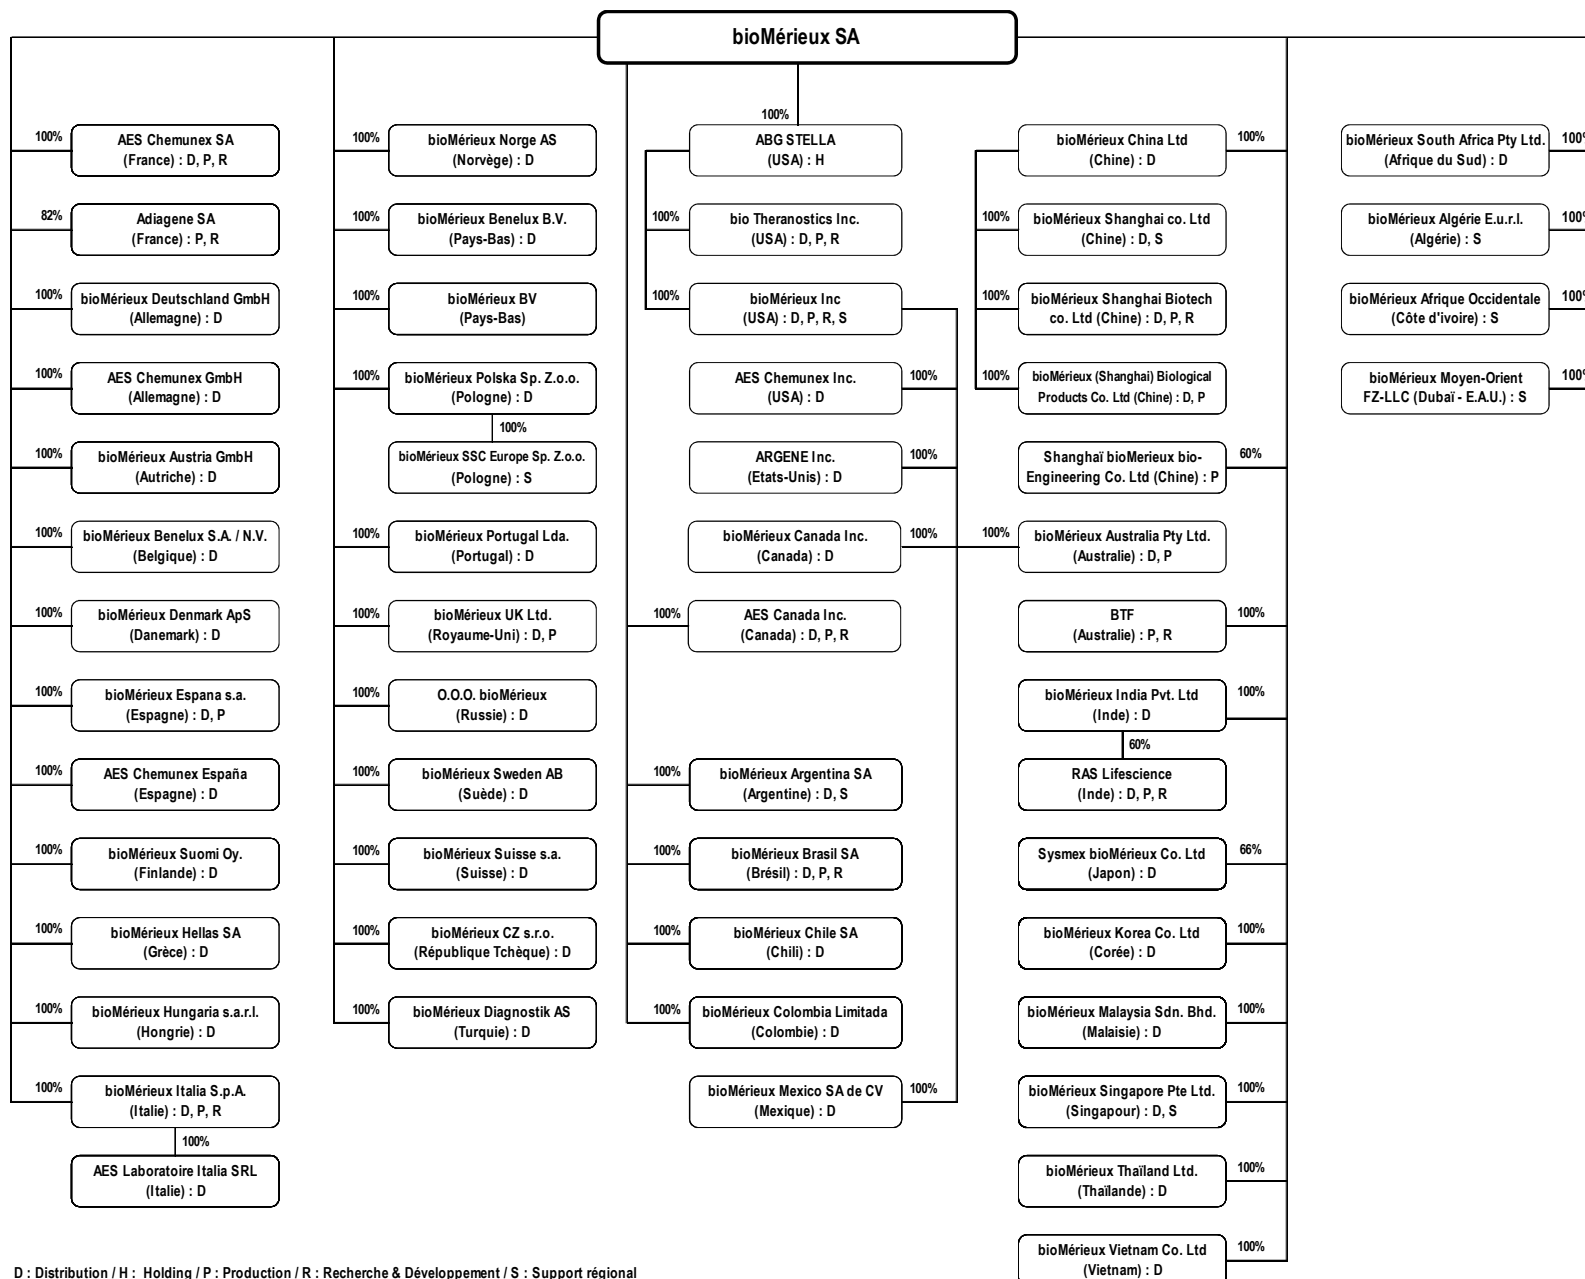 bioMérieux SA
100%
AES Chemunex SA
(France) : D, P, R
82%
Adiagene SA
(France) : P, R
100%
bioMérieux Deutschland GmbH
(Allemagne) : D
100%
AES Chemunex GmbH
(Allemagne) : D
100%
bioMérieux Austria GmbH
(Autriche) : D
100%
bioMérieux Benelux S.A. / N.V.
(Belgique) : D
100%
bioMérieux Denmark ApS
(Danemark) : D
100%
bioMérieux Espana s.a.
(Espagne) : D, P
100%
AES Chemunex España
(Espagne) : D
100%
bioMérieux Suomi Oy.
(Finlande) : D
100%
bioMérieux Hellas SA
(Grèce) : D
100%
bioMérieux Hungaria s.a.r.l.
(Hongrie) : D
100%
bioMérieux Italia S.p.A.
(Italie) : D, P, R
100%
AES Laboratoire Italia SRL
(Italie) : D
100%
bioMérieux Norge AS
(Norvège) : D
100%
bioMérieux Benelux B.V.
(Pays-Bas) : D
100%
bioMérieux BV
(Pays-Bas)
100%
bioMérieux Polska Sp. Z.o.o.
(Pologne) : D
100%
bioMérieux SSC Europe Sp. Z.o.o.
(Pologne) : S
100%
bioMérieux Portugal Lda.
(Portugal) : D
100%
bioMérieux UK Ltd.
(Royaume-Uni) : D, P
100%
O.O.O. bioMérieux
(Russie) : D
100%
bioMérieux Sweden AB
(Suède) : D
100%
bioMérieux Suisse s.a.
(Suisse) : D
100%
bioMérieux CZ s.r.o.
(République Tchèque) : D
100%
bioMérieux Diagnostik AS
(Turquie) : D
100%
ABG STELLA
(USA) : H
100%
bio Theranostics Inc.
(USA) : D, P, R
100%
bioMérieux Inc
(USA) : D, P, R, S
AES Chemunex Inc.
(USA) : D
100%
ARGENE Inc.
(Etats-Unis) : D
100%
bioMérieux Canada Inc.
(Canada) : D
100%
100%
AES Canada Inc.
(Canada) : D, P, R
100%
bioMérieux Argentina SA
(Argentine) : D, S
100%
bioMérieux Brasil SA
(Brésil) : D, P, R
100%
bioMérieux Chile SA
(Chili) : D
100%
bioMérieux Colombia Limitada
(Colombie) : D
bioMérieux Mexico SA de CV
(Mexique) : D
100%
bioMérieux China Ltd
(Chine) : D
100%
100%
bioMérieux Shanghai co. Ltd
(Chine) : D, S
100%
bioMérieux Shanghai Biotech
co. Ltd (Chine) : D, P, R
100%
bioMérieux (Shanghai) Biological
Products Co. Ltd (Chine) : D, P
Shanghaï bioMerieux bio-
Engineering Co. Ltd (Chine) : P
60%
100%
bioMérieux Australia Pty Ltd.
(Australie) : D, P
BTF
(Australie) : P, R
100%
bioMérieux India Pvt. Ltd
(Inde) : D
100%
60%
RAS Lifescience
(Inde) : D, P, R
Sysmex bioMérieux Co. Ltd
(Japon) : D
66%
bioMérieux Korea Co. Ltd
(Corée) : D
100%
bioMérieux Malaysia Sdn. Bhd.
(Malaisie) : D
100%
bioMérieux Singapore Pte Ltd.
(Singapour) : D, S
100%
bioMérieux Thaïland Ltd.
(Thaïlande) : D
100%
bioMérieux Vietnam Co. Ltd
(Vietnam) : D
100%
bioMérieux South Africa Pty Ltd.
(Afrique du Sud) : D
100%
bioMérieux Algérie E.u.r.l.
(Algérie) : S
100%
bioMérieux Afrique Occidentale
(Côte d'ivoire) : S
100%
bioMérieux Moyen-Orient
FZ-LLC (Dubaï - E.A.U.) : S
100%
D : Distribution / H : Holding / P : Production / R : Recherche & Développement / S : Support régional